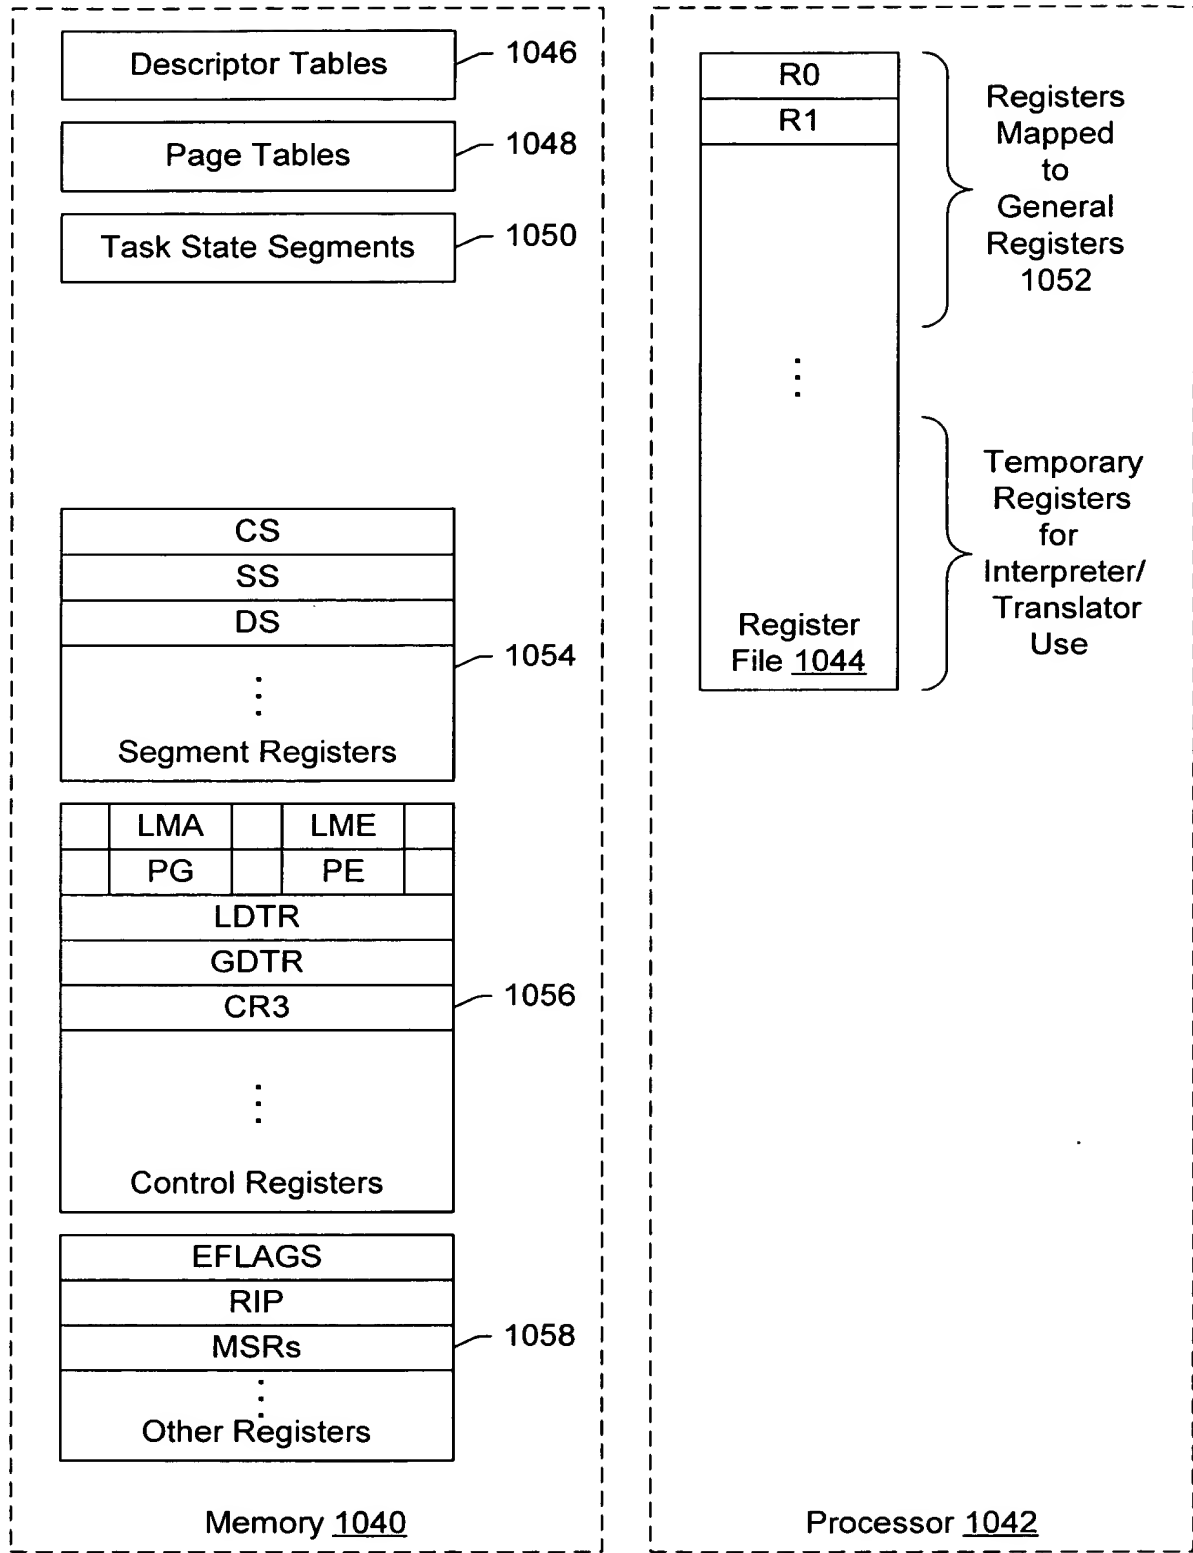 Descriptor Tables
1046
Page Tables
1048
Task State Segments
1050
CS
SS
DS
Segment Registers
1054
LMA
LME
PG
PE
LDTR
GDTR
CR3
Control Registers
1056
EFLAGS
RIP
MSRs
Other Registers
1058
Memory 1040
R0
R1
Register
File 1044
Registers
Mapped
to
General
Registers
1052
Temporary
Registers
for
Interpreter/
Translator
Use
Processor 1042